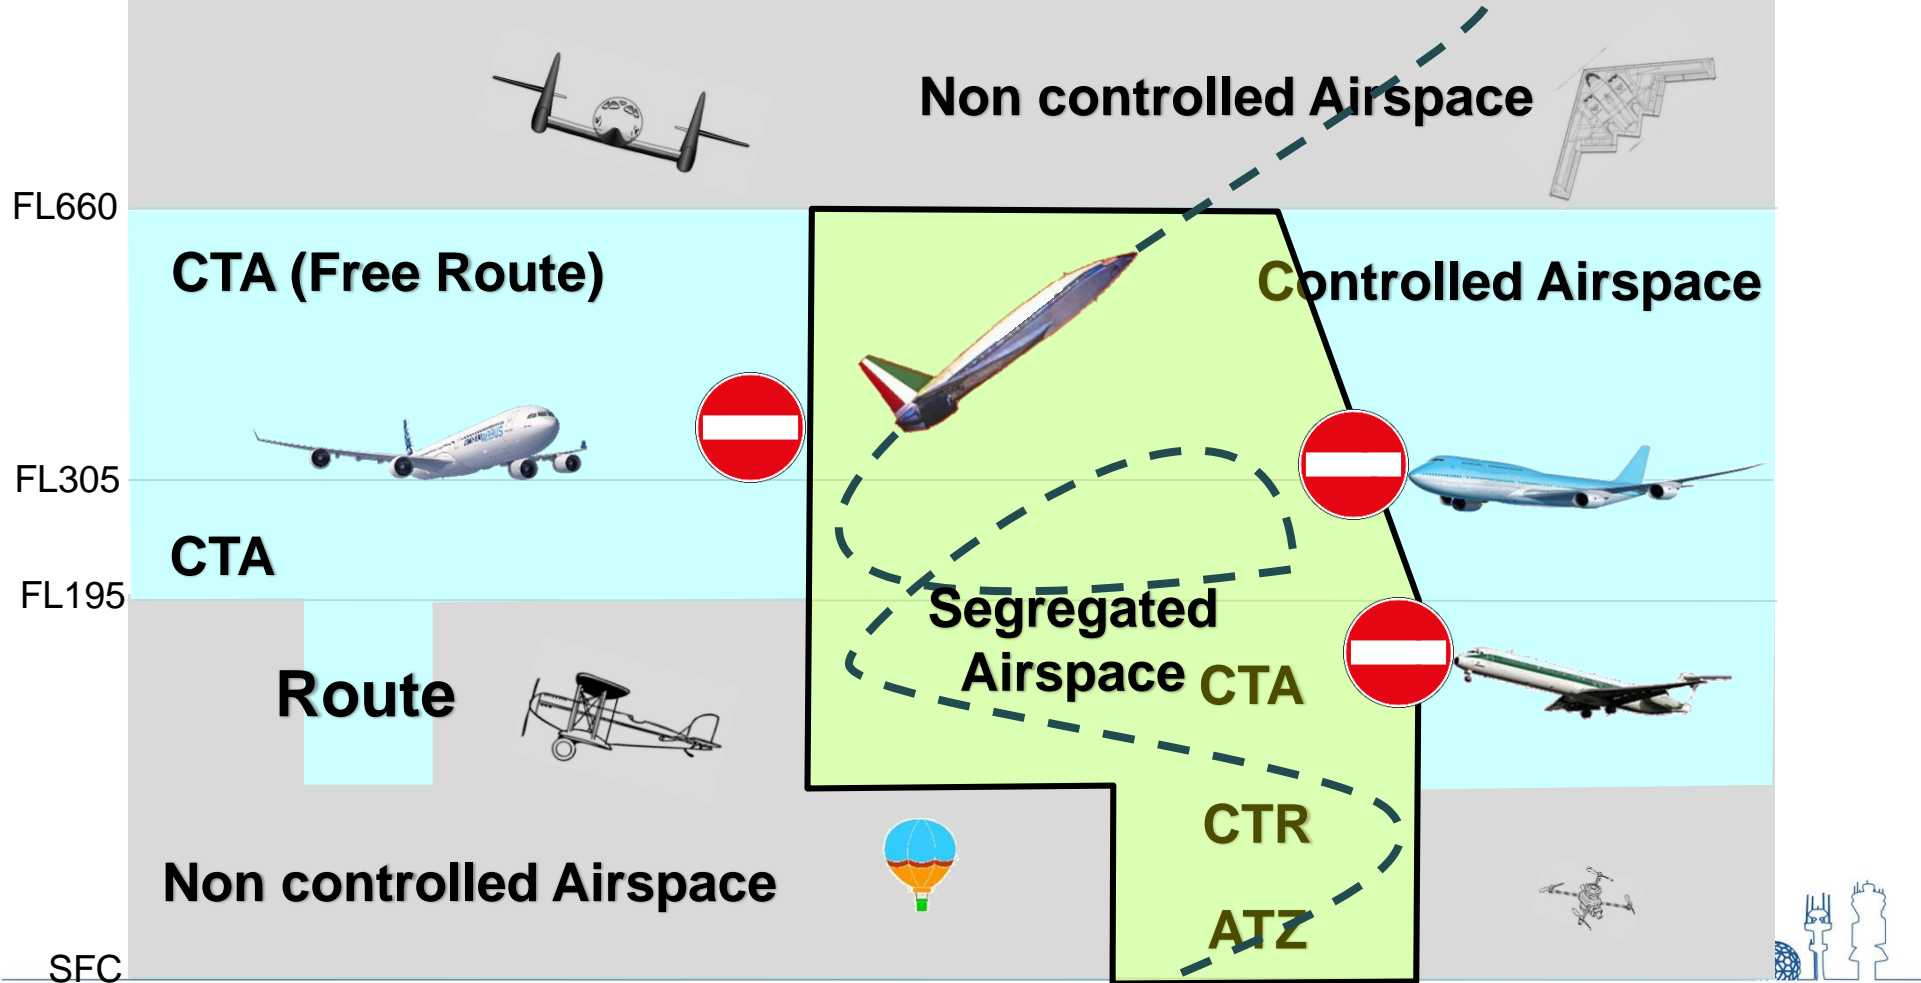 Non controlled Airspace
FL660
CTA (Free Route)
Controlled Airspace
FL305
CTA
FL195
Segregated
Airspace
CTA
Route
CTR
Non controlled Airspace
ATZ
SFC